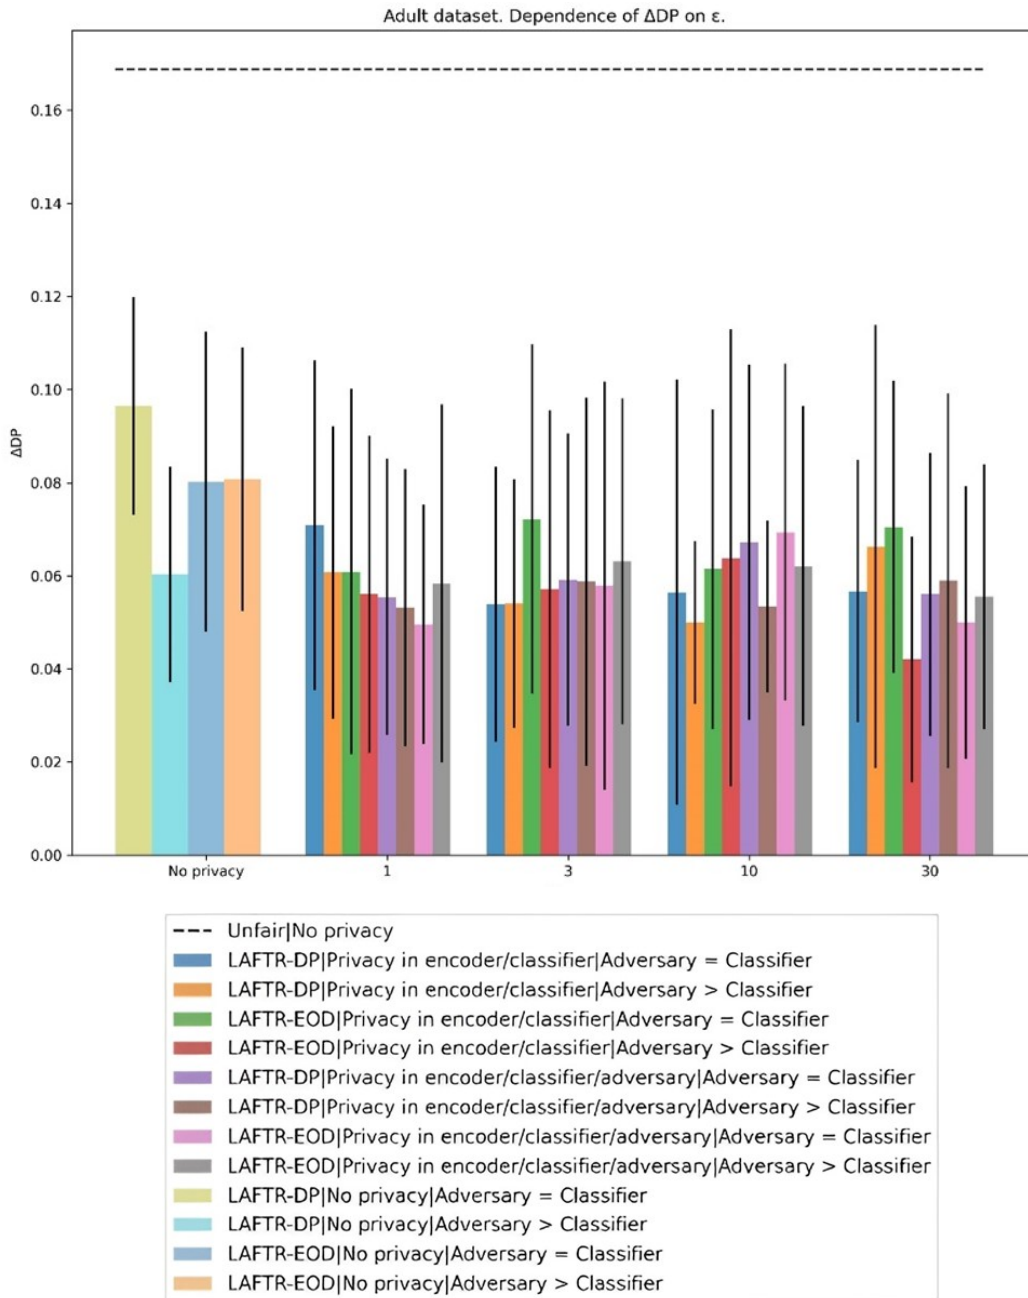 Adult dataset. Dependence of ΔDP on ε.
0.16
0.14
0.12
0.10
0.08
0.06
0.04
0.02
0.00
ΔDP
No privacy 1 3 10 30
Unfair|No privacy
LAFTR-DP|Privacy in encoder/classifier|Adversary = Classifier
LAFTR-DP|Privacy in encoder/classifier|Adversary > Classifier
LAFTR-EOD|Privacy in encoder/classifier|Adversary = Classifier
LAFTR-EOD|Privacy in encoder/classifier|Adversary > Classifier
LAFTR-DP|Privacy in encoder/classifier/adversary|Adversary = Classifier
LAFTR-DP|Privacy in encoder/classifier/adversary|Adversary > Classifier
LAFTR-EOD|Privacy in encoder/classifier/adversary|Adversary = Classifier
LAFTR-EOD|Privacy in encoder/classifier/adversary|Adversary > Classifier
LAFTR-DP|No privacy|Adversary = Classifier
LAFTR-DP|No privacy|Adversary > Classifier
LAFTR-EOD|No privacy|Adversary = Classifier
LAFTR-EOD|No privacy|Adversary > Classifier